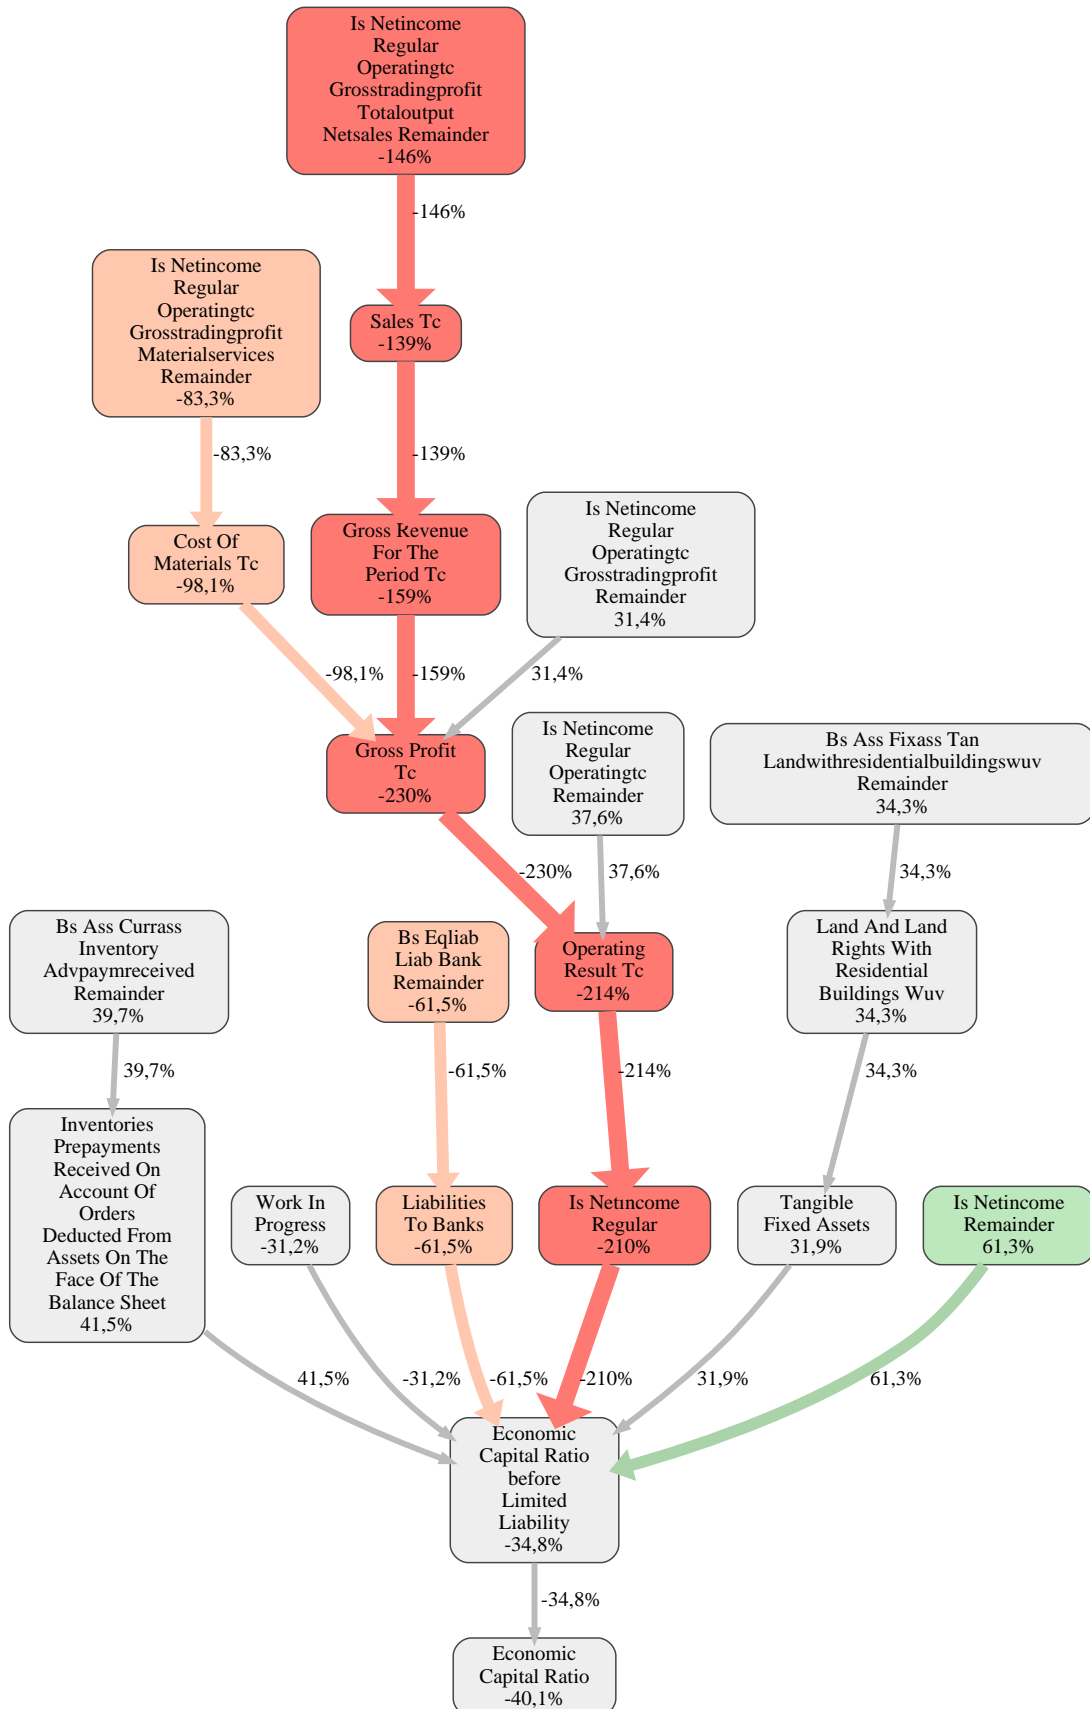 Is Netincome
Regular
Operatingtc
Grosstradingprofit
Totaloutput
Netsales Remainder
-146%
-146%
Is Netincome
Regular
Operatingtc
Grosstradingprofit
Materialservices
Remainder
-83,3%
Sales Tc
-139%
-83,3%
-139%
Cost Of
Materials Tc
-98,1%
Gross Revenue
For The
Period Tc
-159%
Is Netincome
Regular
Operatingtc
Grosstradingprofit
Remainder
31,4%
-98,1%
-159%
31,4%
Gross Profit
Tc
-230%
Is Netincome
Regular
Operatingtc
Remainder
37,6%
Bs Ass Fixass Tan
Landwithresidentialbuildingswuv
Remainder
34,3%
-230%
37,6%
34,3%
Bs Ass Currass
Inventory
Advpaymreceived
Remainder
39,7%
Bs Eqliab
Liab Bank
Remainder
-61,5%
Operating
Result Tc
-214%
Land And Land
Rights With
Residential
Buildings Wuv
34,3%
39,7%
-61,5%
-214%
34,3%
Inventories
Prepayments
Received On
Account Of
Orders
Deducted From
Assets On The
Face Of The
Balance Sheet
41,5%
Work In
Progress
-31,2%
Liabilities
To Banks
-61,5%
Is Netincome
Regular
-210%
Tangible
Fixed Assets
31,9%
Is Netincome
Remainder
61,3%
41,5%
-31,2%
-61,5%
-210%
31,9%
61,3%
Economic
Capital Ratio
before
Limited
Liability
-34,8%
-34,8%
Economic
Capital Ratio
-40,1%